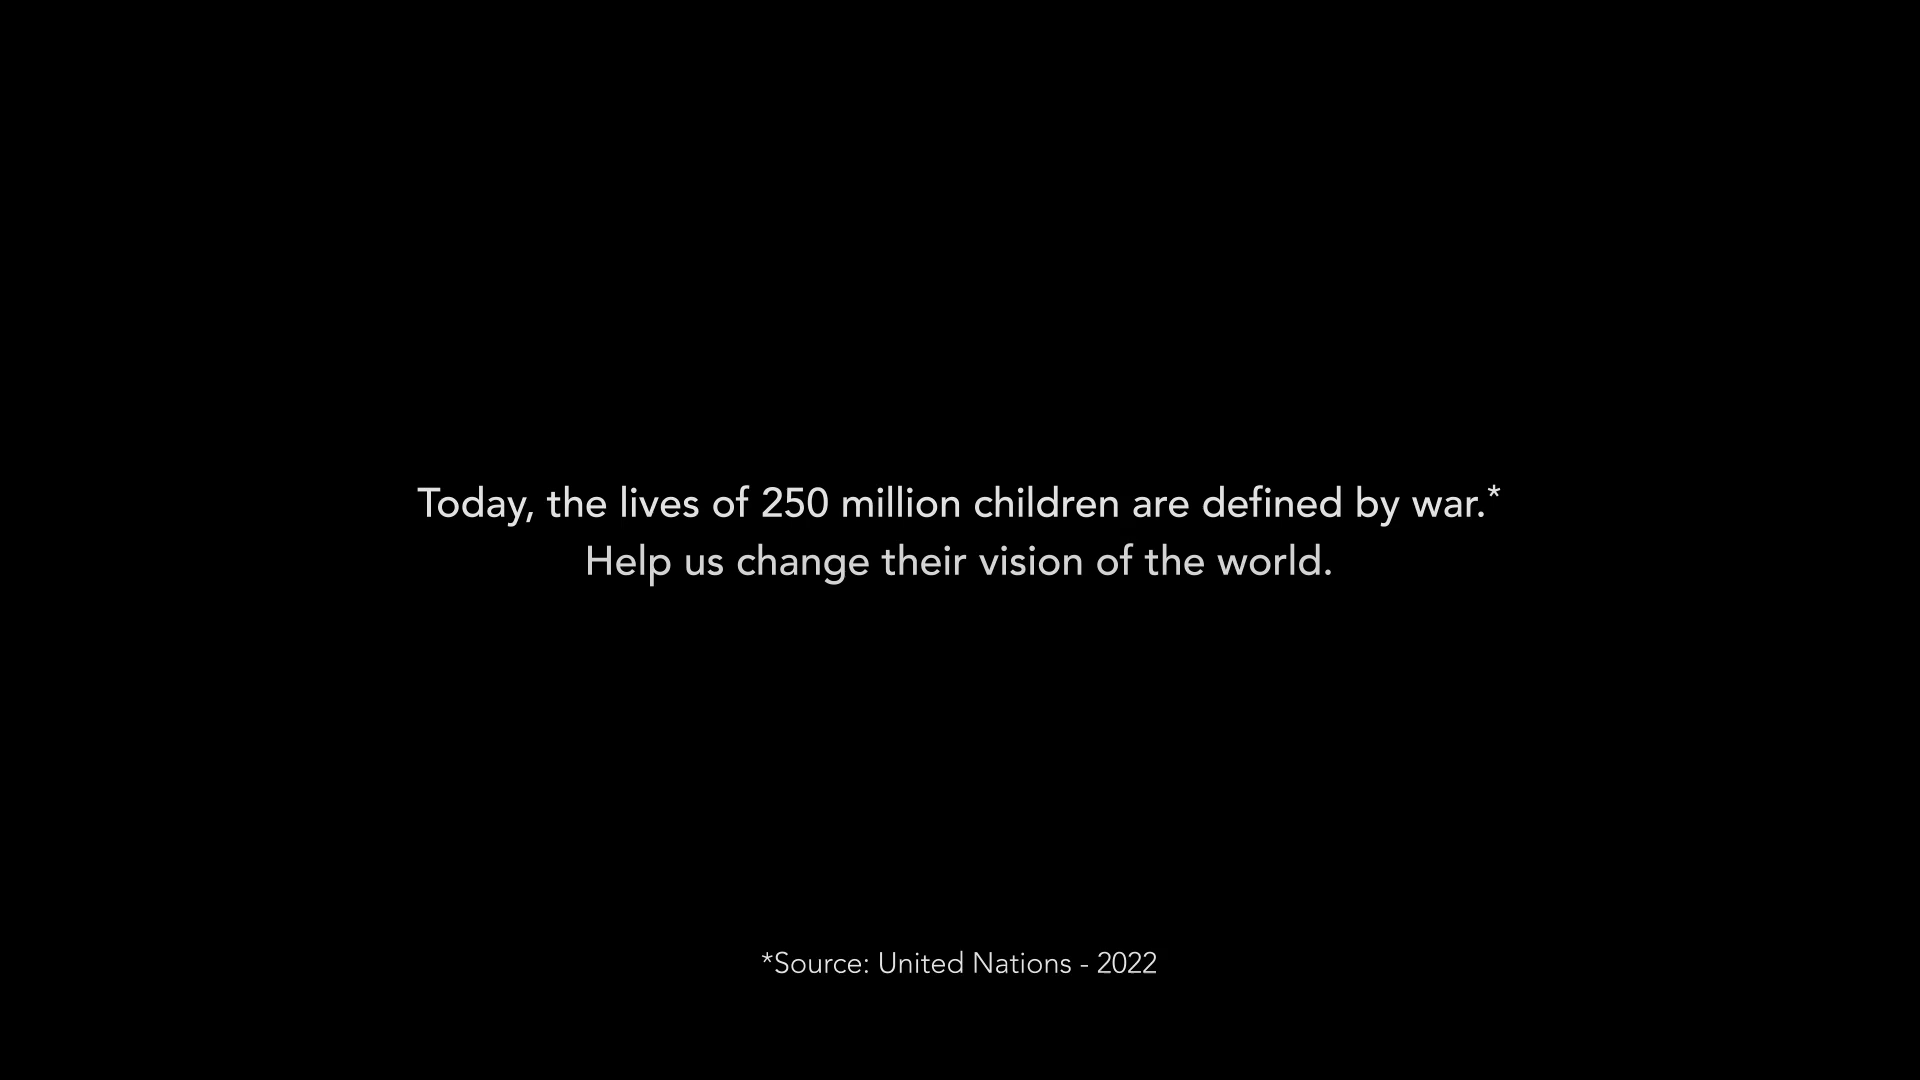 Today, the lives of 250 million children are defined by war.*
Help us change their vision of the world.
*Source: United Nations - 2022